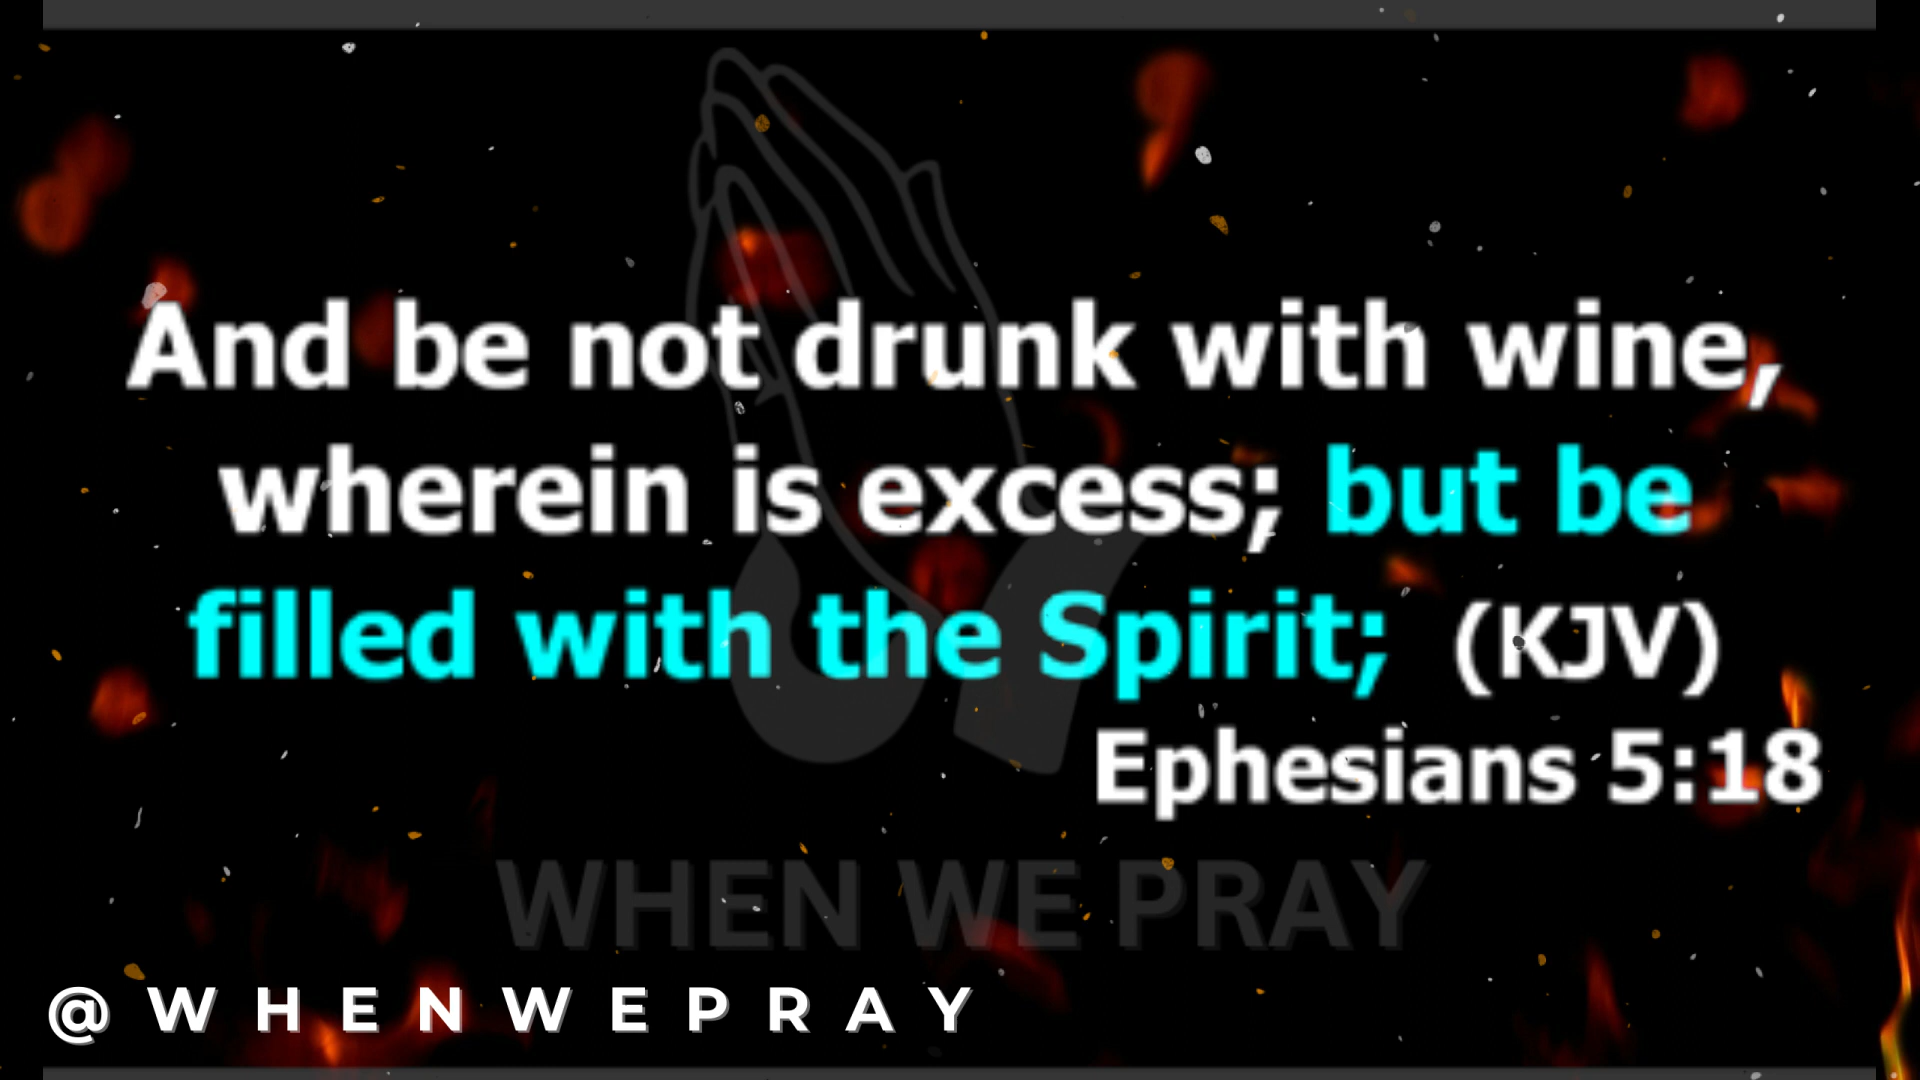 And be not drunk with wine,
wherein is excess; but be
filled with the Spirit; (KJV)
Ephesians 5:18
WHEN WE PRAY
@WHENWEPRAY